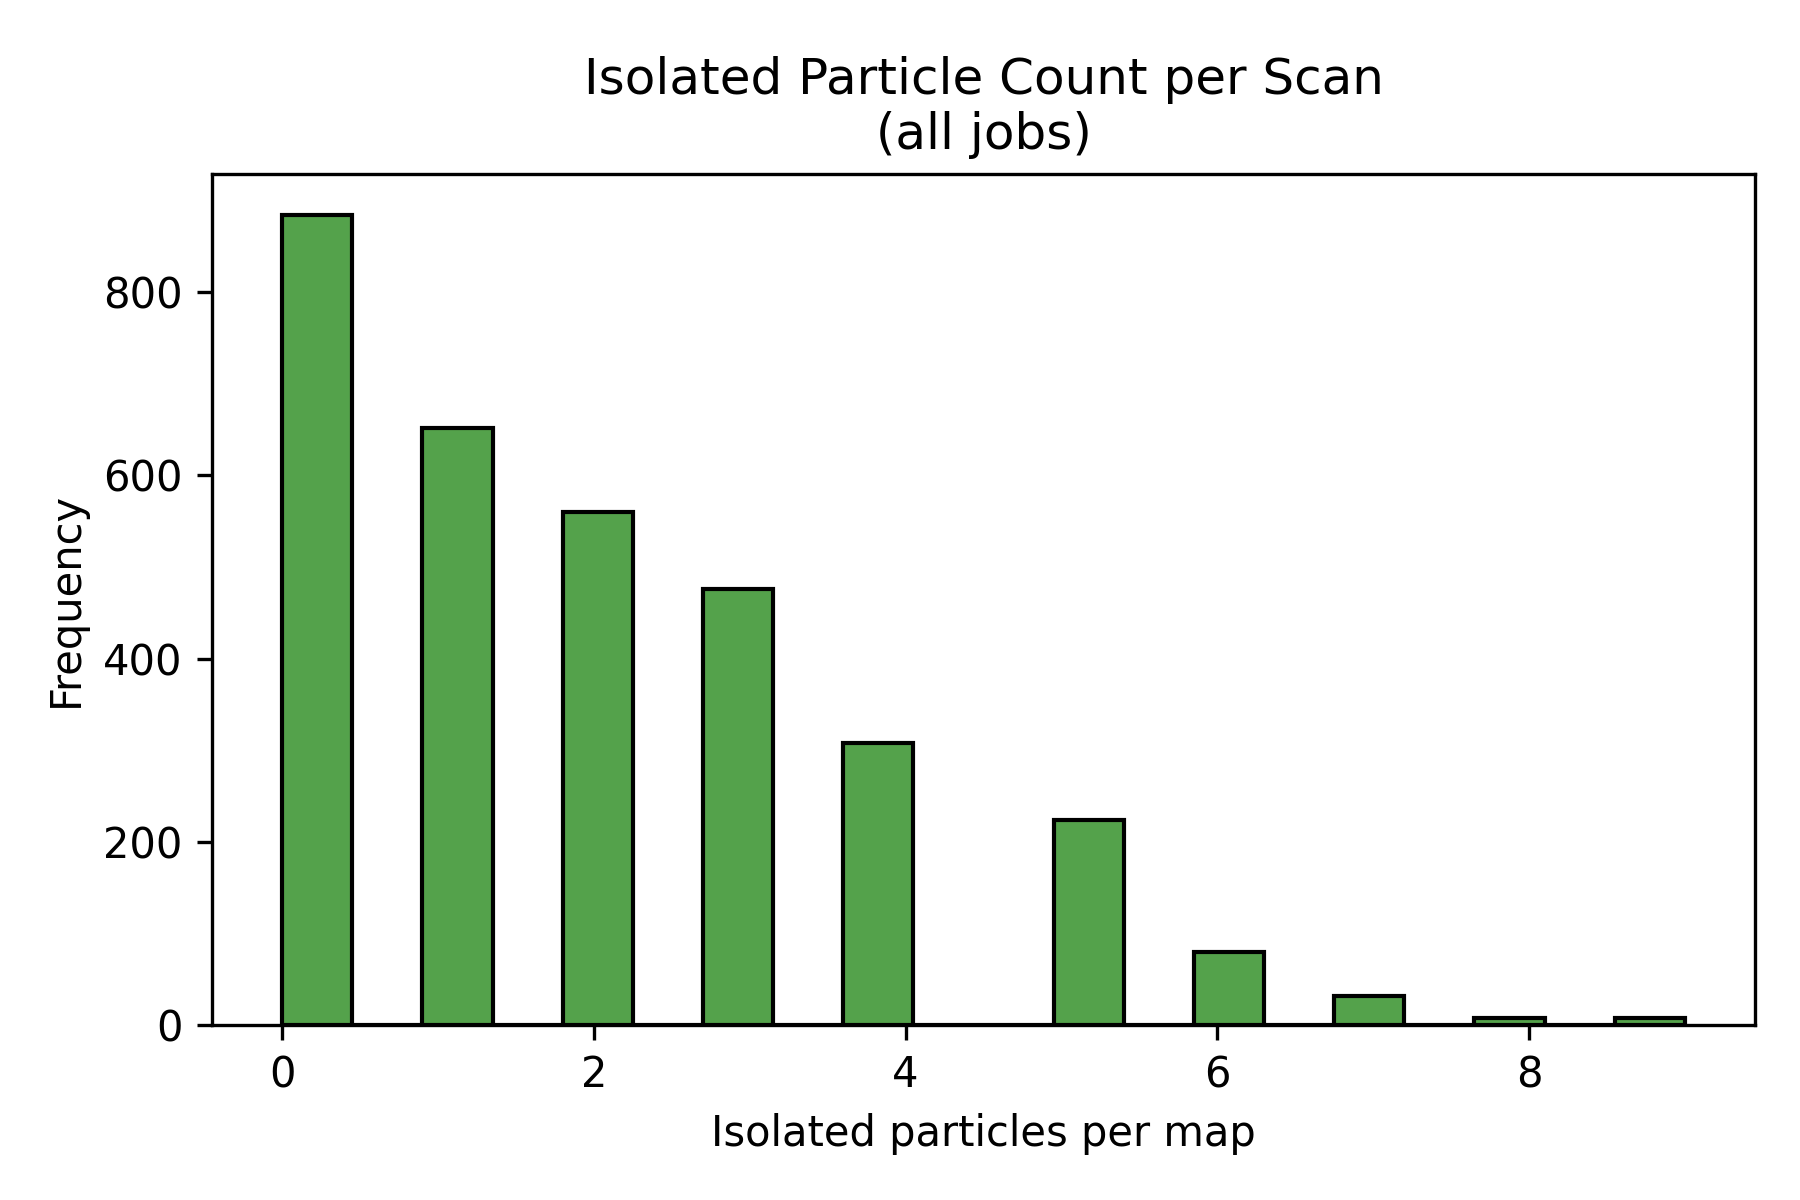 Isolated Particle Count per Scan
(all jobs)
Frequency
800
600
400
200
0
0 2 4 6 8
Isolated particles per map